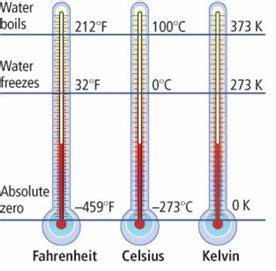 Water
boils
212°F
100°C
373 K
Water
freezes
32°F
0°C
273 K
Absolute
zero
–459°F
–273°C
0 K
Fahrenheit
Celsius
Kelvin